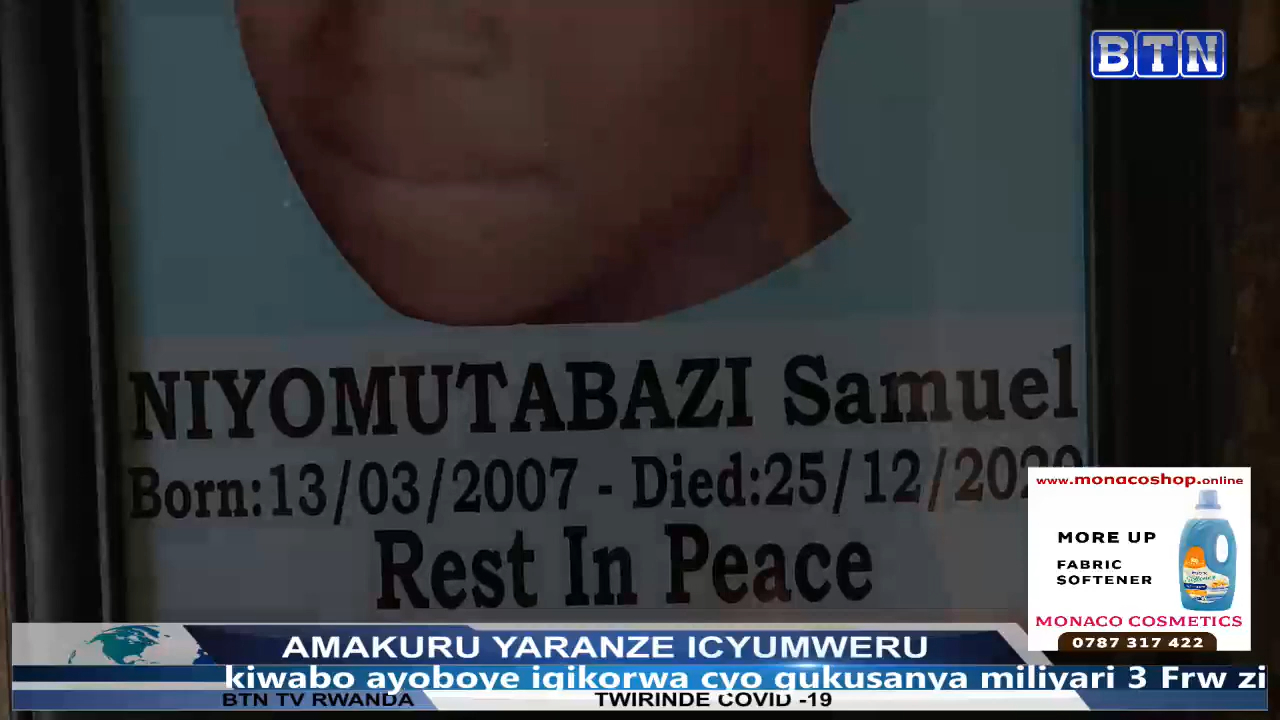 BTN
NIYOMUTABAZI Samuel
Born:13/03/2007 - Died:25/12/2020
Rest In Peace
www.monacoshop.online
MORE UP
FABRIC
SOFTENER
MONACO COSMETICS
0787 317 422
AMAKURU YARANZE ICYUMWERU
kiwabo ayoboye igikorwa cyo gukusanya miliyari 3 Frw zi
BTN TV RWANDA
TWIRINDE COVID -19